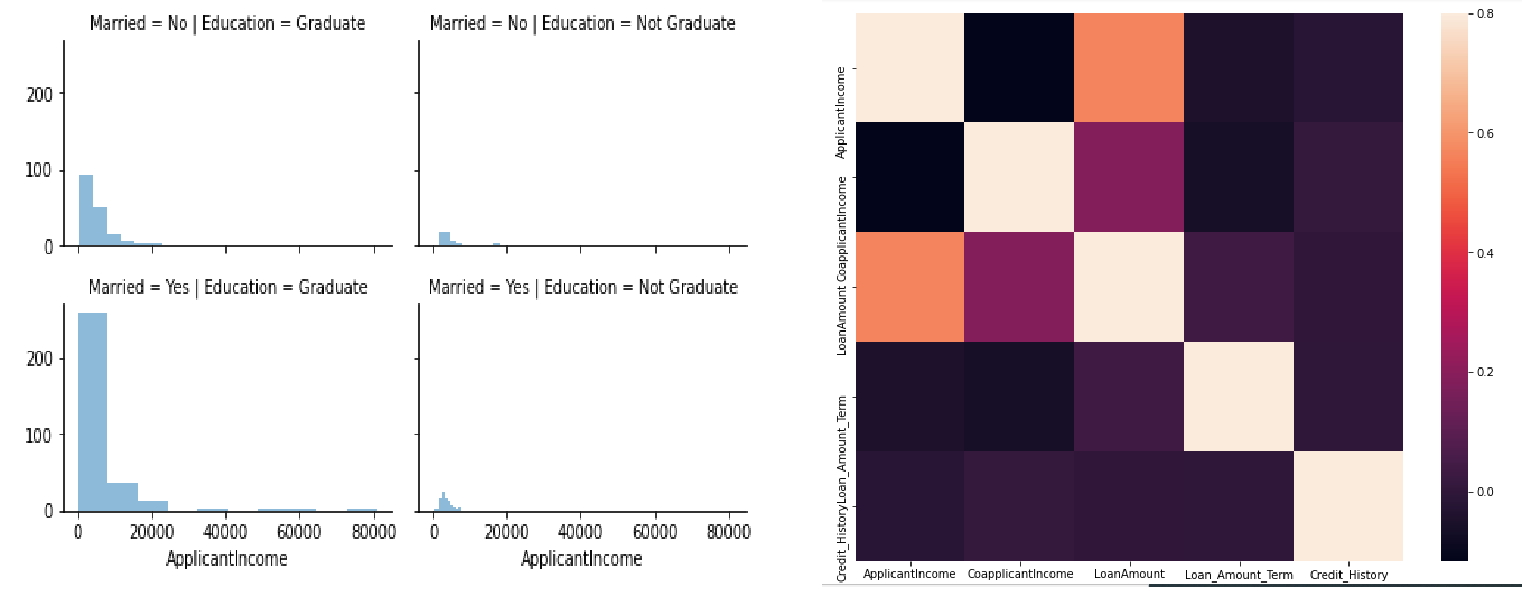 Married = No | Education = Graduate
Married = No | Education = Not Graduate
200
100
0
Married = Yes | Education = Graduate
Married = Yes | Education = Not Graduate
200
100
0
0 20000 40000 60000 80000
0 20000 40000 60000 80000
ApplicantIncome
ApplicantIncome
ApplicantIncome
CoapplicantIncome
LoanAmount
Loan_Amount_Term
Credit_History
ApplicantIncome CoapplicantIncome LoanAmount Loan_Amount_Term Credit_History
0.8
0.6
0.4
0.2
0.0